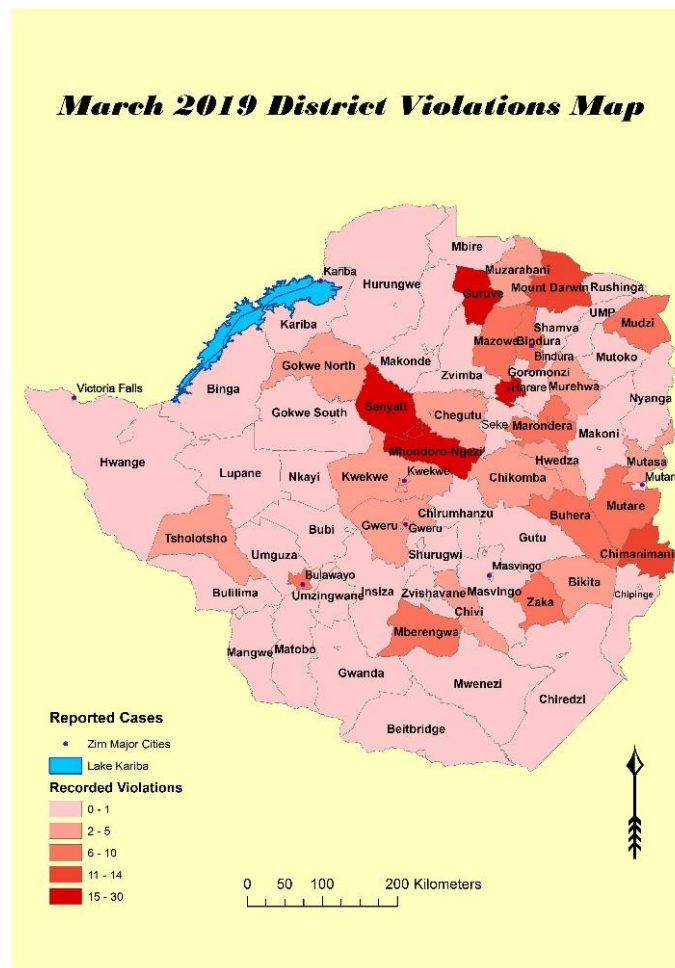 March 2019 District Violations Map
Mbire
Kariba
Muzarabani
Hurungwe
Guruve
Mount Darwin
Rushinga
UMP
Kariba
Shamva
Mudzi
Mazowe
Bigdura
Makonde
Bindura
Mutoko
Gokwe North
Zvimba
Goromonzi
Victoria Falls
Binga
Harare
Murehwa
Nyanga
Sanyati
Gokwe South
Chegutu
Seke
Marondera
Makoni
Mhondoro-Ngezi
Hwange
Hwedza
Mutasa
Lupane
Nkayi
Kwekwe
Kwekwe
Chikomba
Mutare
Buhera
Chirumhanzu
Gweru
Gweru
Bubi
Tsholotsho
Gutu
Umguza
Shurugwi
Chimanimani
Masvingo
Bulawayo
Bikita
Bulilima
Umzingwane
Insiza
Zvishavane
Masvingo
Chipinge
Zaka
Chivi
Mberengwa
Mangwe
Matobo
Gwanda
Mwenezi
Chiredzi
Beitbridge
Reported Cases
Zim Major Cities
Lake Kariba
Recorded Violations
0 - 1
2 - 5
6 - 10
11 - 14
15 - 30
0 50 100 200 Kilometers